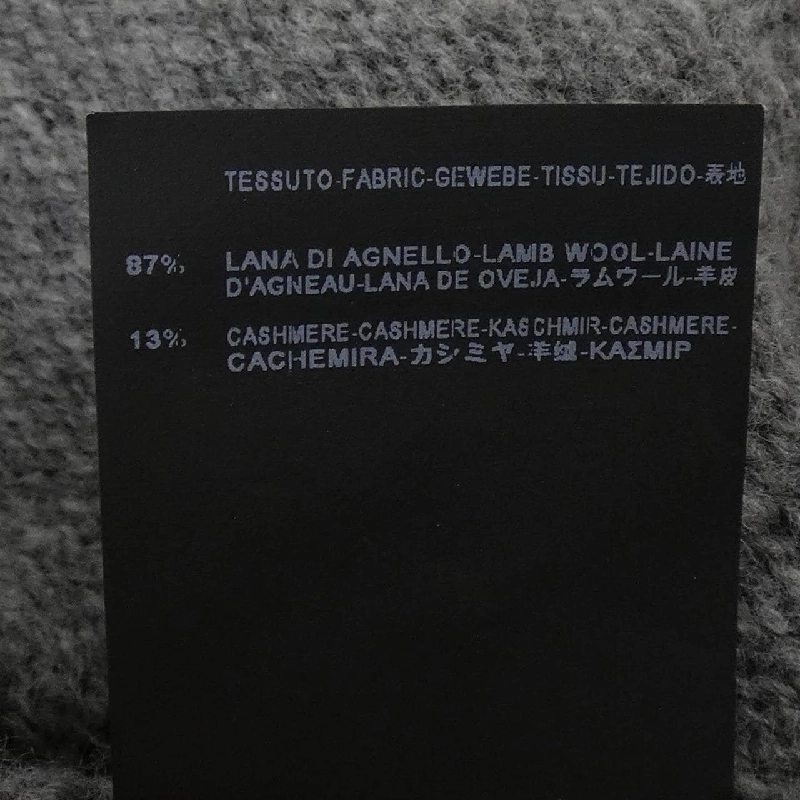 TESSUTO-FABRIC-GEWEBE-TISSU-TEJIDO-表地
87% LANA DI AGNELLO-LAMB WOOL-LAINE
D'AGNEAU-LANA DE OVEJA-ラムウール-羊皮
13% CASHMERE-CASHMERE-KASCHMIR-CASHMERE-
CACHEMIRA-カシミヤ-羊绒-ΚΑΣΜΙΡ